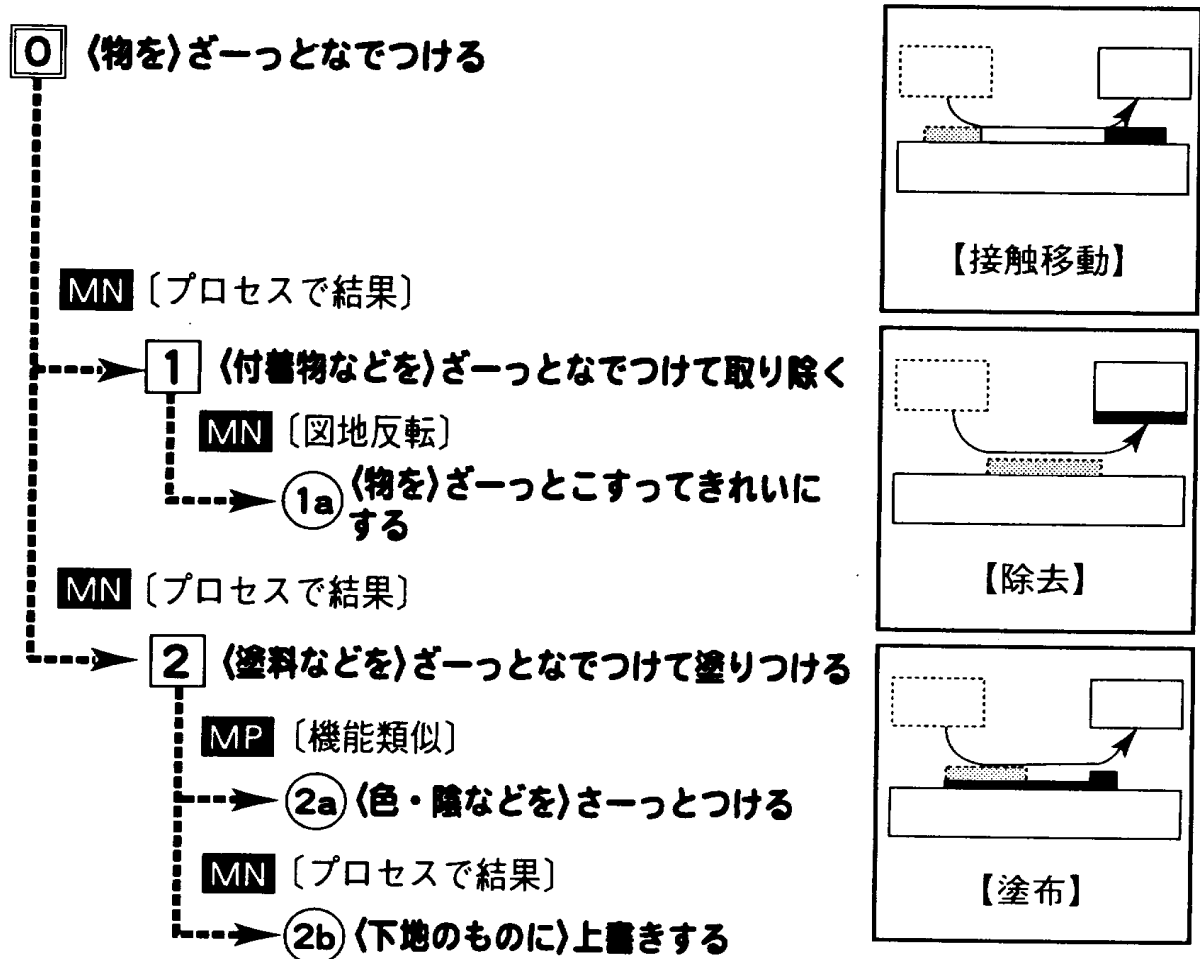 0 〈物を〉ざーっとなでつける
【接触移動】
MN〔プロセスで結果〕
1 〈付着物などを〉ざーっとなでつけて取り除く
MN〔図地反転〕
1a〈物を〉ざーっとこすってきれいに
する
【除去】
MN〔プロセスで結果〕
2 〈塗料などを〉ざーっとなでつけて塗りつける
MP〔機能類似〕
2a〈色・陰などを〉さーっとつける
MN〔プロセスで結果〕
2b〈下地のものに〉上書きする
【塗布】